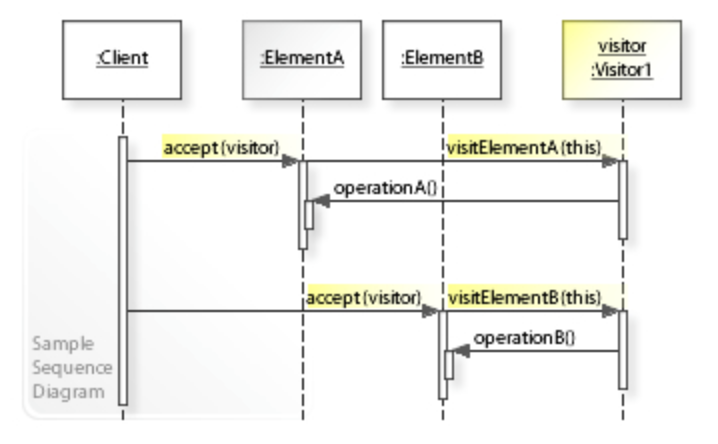 :Client
:ElementA
:ElementB
visitor
:Visitor1
accept(visitor)
visitElementA(this)
operationA()
accept(visitor)
visitElementB(this)
operationB()
Sample
Sequence
Diagram